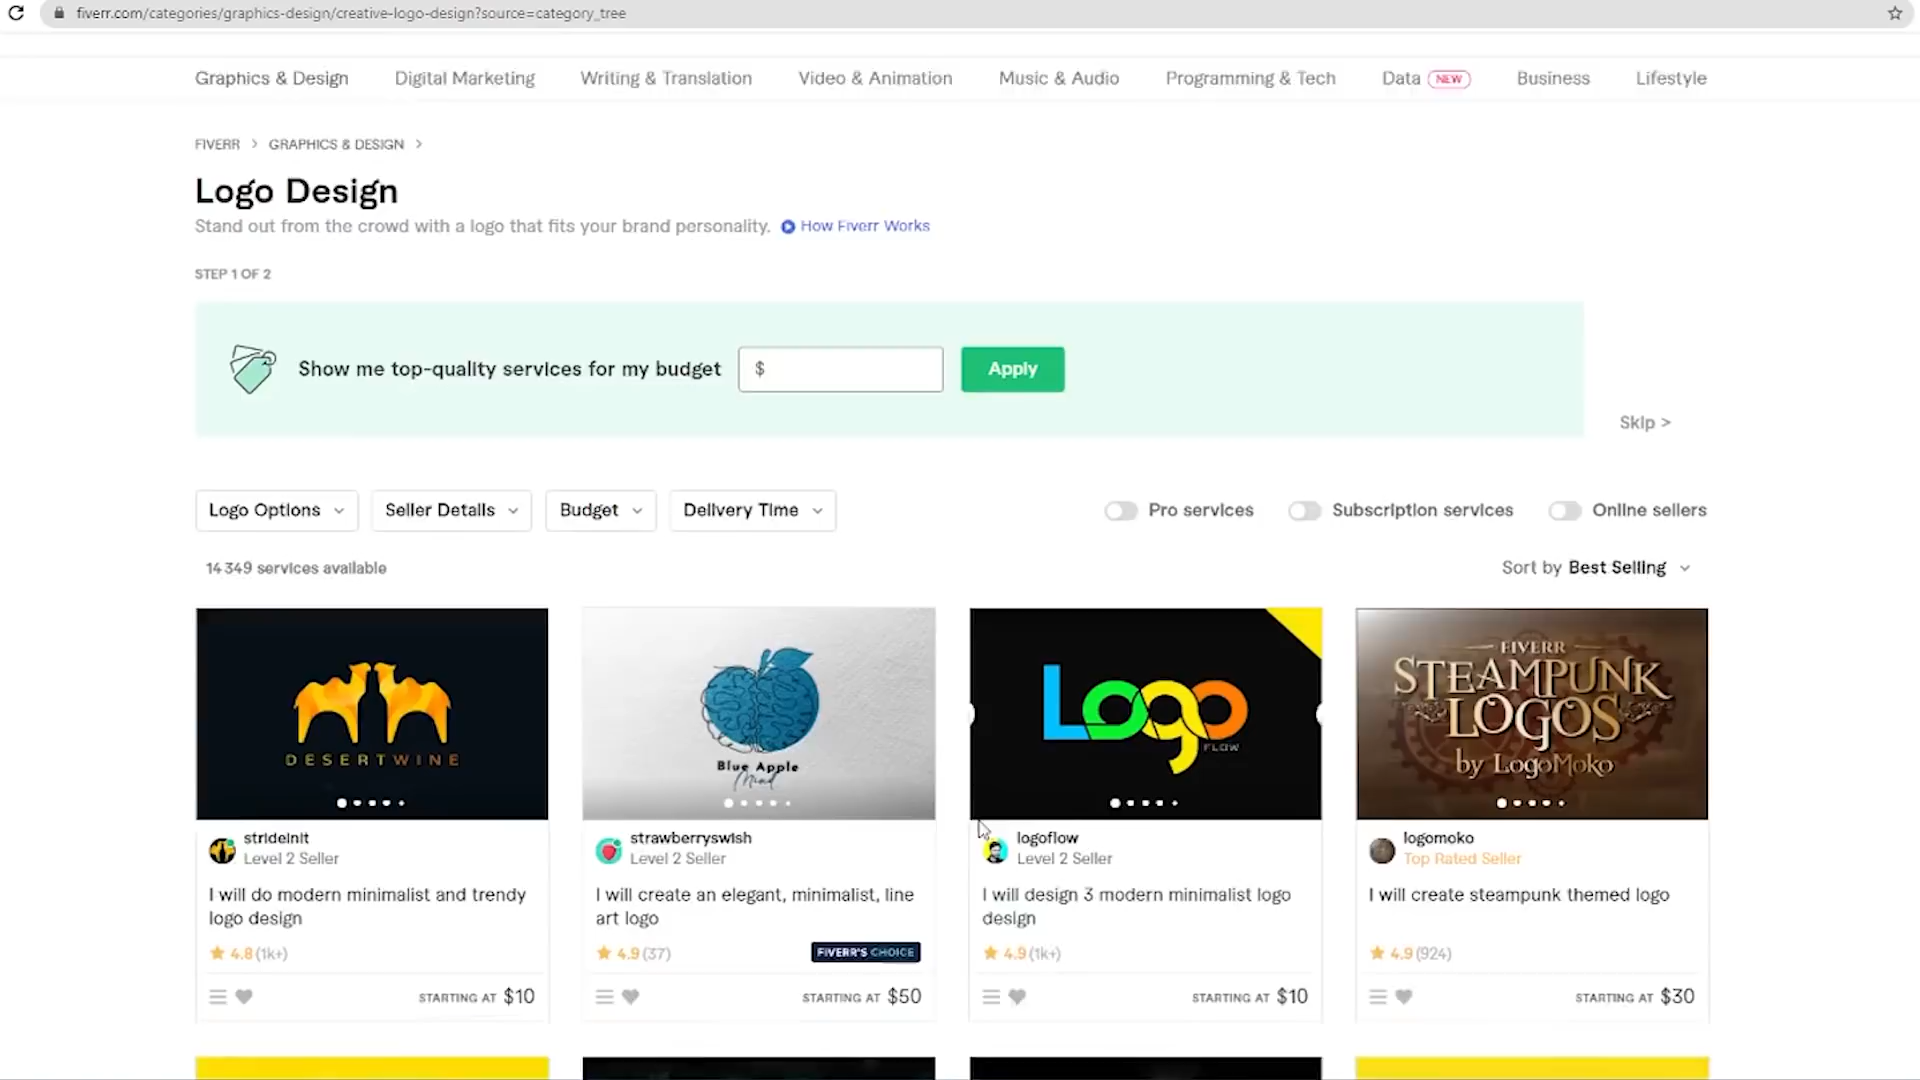 fiverr.com/categories/graphics-design/creative-logo-design?source=category_tree
Graphics & Design Digital Marketing Writing & Translation Video & Animation Music & Audio Programming & Tech Data NEW Business Lifestyle
FIVERR > GRAPHICS & DESIGN >
Logo Design
Stand out from the crowd with a logo that fits your brand personality. How Fiverr Works
STEP 1 OF 2
Show me top-quality services for my budget $ Apply
Skip >
Logo Options Seller Details Budget Delivery Time Pro services Subscription services Online sellers
14 349 services available Sort by Best Selling
DESERTWINE
Blue Apple
Mind
Logo
FLOW
FIVERR
STEAMPUNK
LOGOS
by LogoMoko
strideinit strawberryswish logoflow logomoko
Level 2 Seller Level 2 Seller Level 2 Seller Top Rated Seller
I will do modern minimalist and trendy
logo design
I will create an elegant, minimalist, line
art logo
I will design 3 modern minimalist logo
design
I will create steampunk themed logo
4.8 (1k+) 4.9 (37) FIVERR'S CHOICE 4.9 (1k+) 4.9 (924)
STARTING AT $10 STARTING AT $50 STARTING AT $10 STARTING AT $30